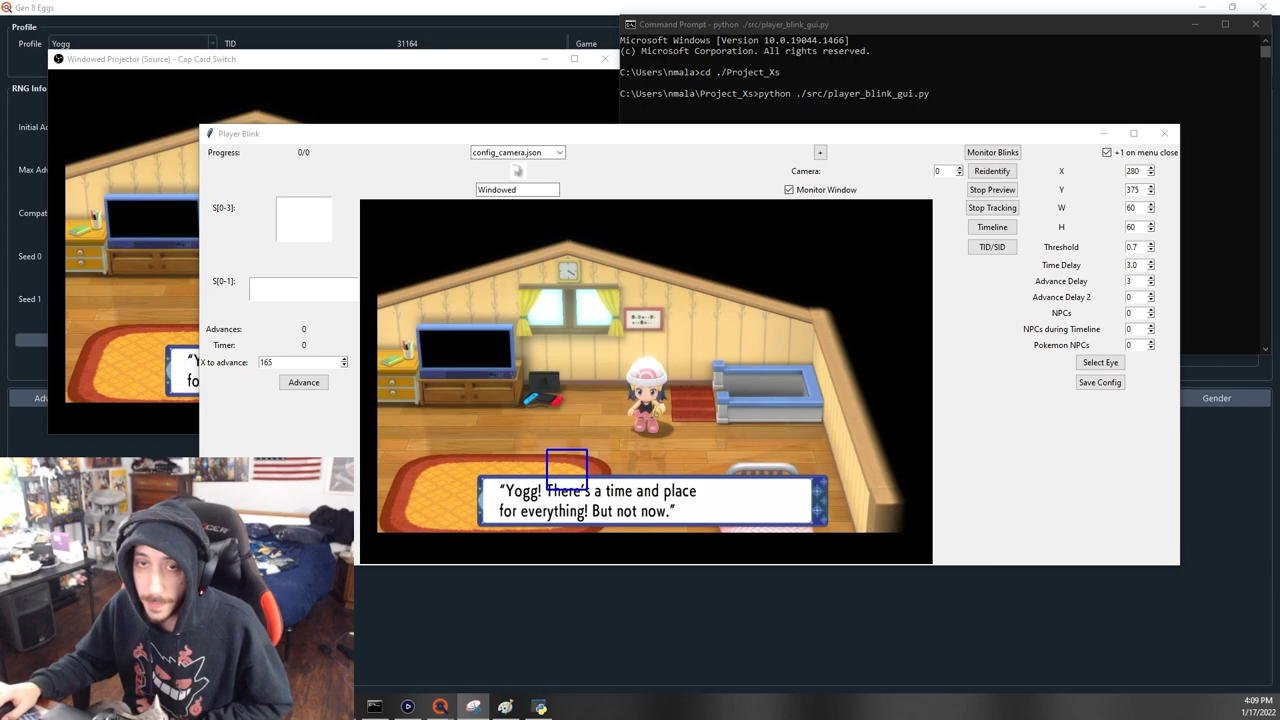 Gen 8 Eggs
Profile
Profile
Yogg
TID
31164
Game
Command Prompt - python ./src/player_blink_gui.py
Microsoft Windows [Version 10.0.19044.1466]
(c) Microsoft Corporation. All rights reserved.
C:\Users\nmala>cd ./Project_Xs
C:\Users\nmala\Project_Xs>python ./src/player_blink_gui.py
Windowed Projector (Source) - Cap Card Switch
RNG Info
Initial A
Max Adv
Compat
Seed 0
Seed 1
Adv
Gender
"Y
fo
Player Blink
Progress:
0/0
config_camera.json
+
Monitor Blinks
+1 on menu close
Camera:
0
Reidentify
X
280
Windowed
Monitor Window
Stop Preview
Y
375
S[0-3]:
Stop Tracking
W
60
Timeline
H
60
TID/SID
Threshold
0.7
Time Delay
3.0
S[0-1]:
Advance Delay
3
Advance Delay 2
0
NPCs
0
Advances:
0
NPCs during Timeline
0
Timer:
0
Pokemon NPCs
0
X to advance:
165
Select Eye
Advance
Save Config
“Yogg! There's a time and place
for everything! But not now.”
4:09 PM
1/17/2022